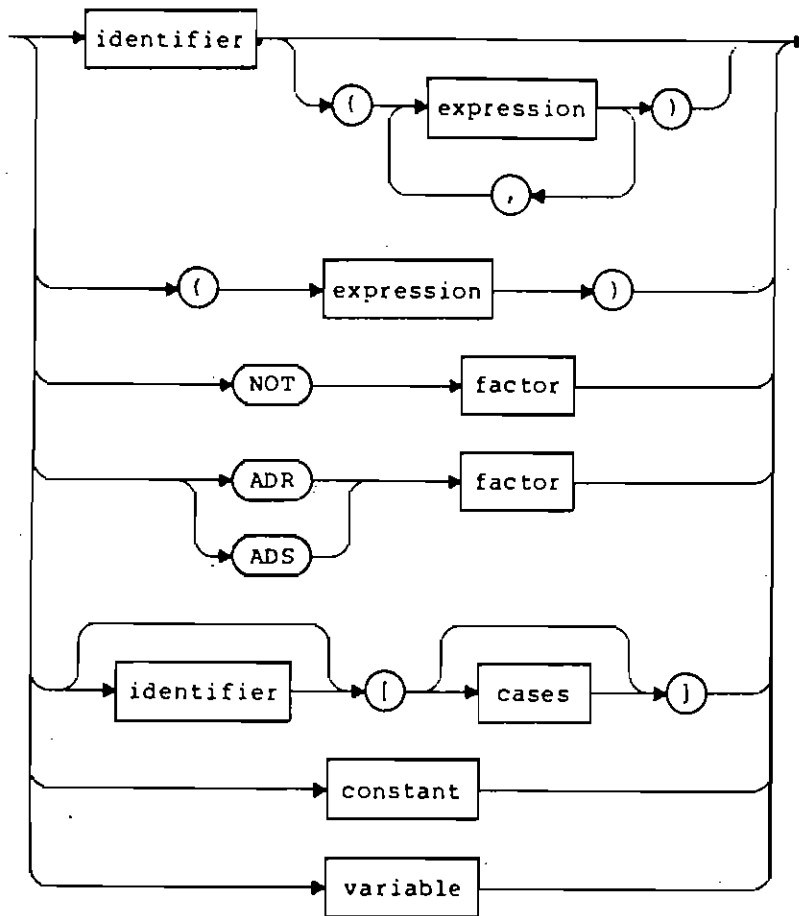 identifier
( expression )
,
( expression )
NOT factor
ADR factor
ADS
identifier [ cases ]
constant
variable